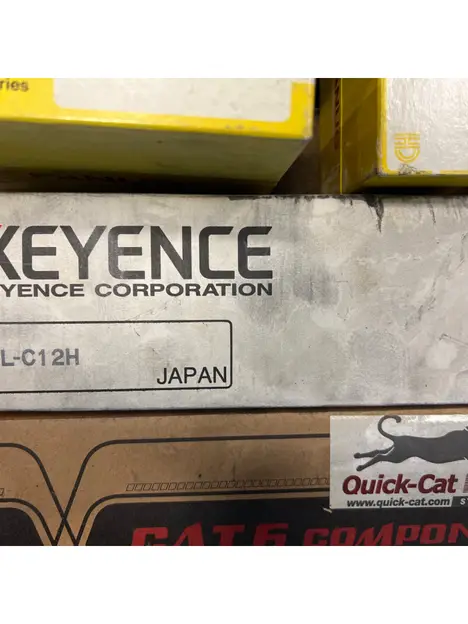 ries
KEYENCE
YENCE CORPORATION
L-C12H
JAPAN
Quick-Cat
www.quick-cat.com
CAT.6 COMPON